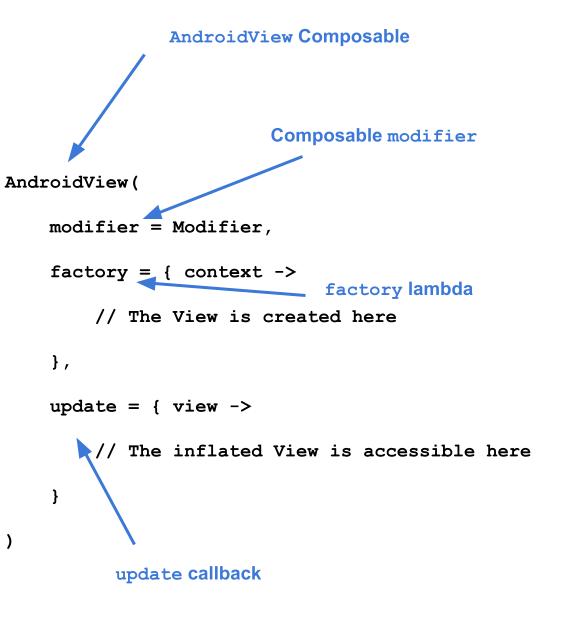 AndroidView Composable
Composable modifier
AndroidView(
modifier = Modifier,
factory = { context ->
factory lambda
// The View is created here
},
update = { view ->
// The inflated View is accessible here
}
)
update callback